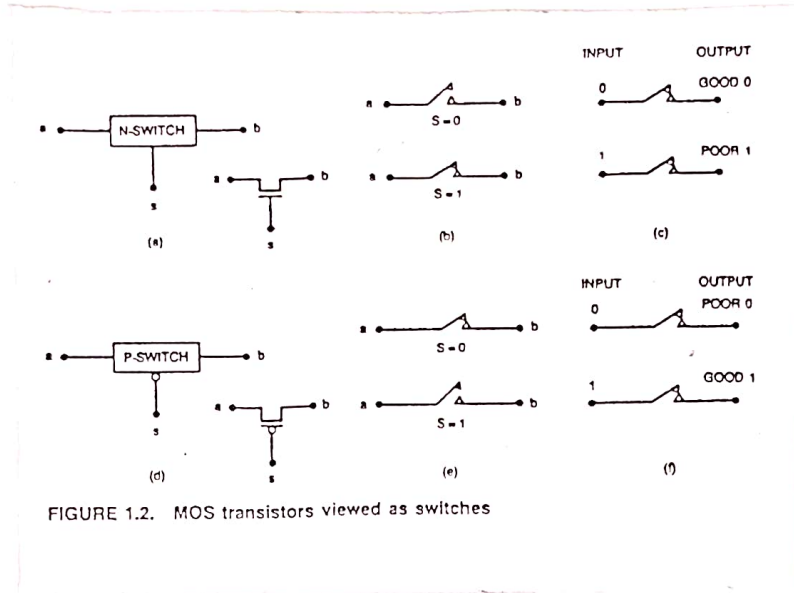 INPUT OUTPUT
0 GOOD 0
a b
S = 0
a N-SWITCH b
1 POOR 1
a b
a b
S = 1
s
s
(a) (b) (c)
INPUT OUTPUT
0 POOR 0
a b
S = 0
a P-SWITCH b
1 GOOD 1
a b
a b
S = 1
s
s
(d) (e) (f)
FIGURE 1.2. MOS transistors viewed as switches